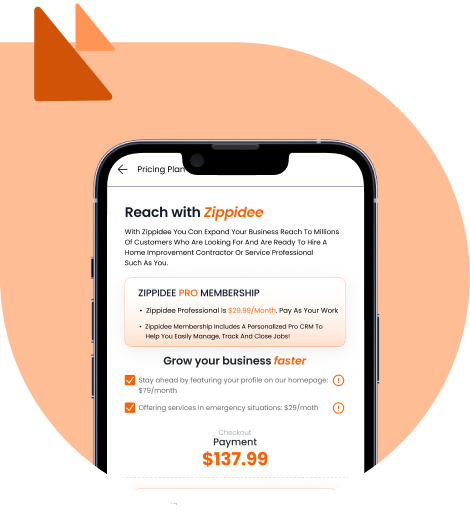 Pricing Plan
Reach with Zippidee
With Zippidee You Can Expand Your Business Reach To Millions
Of Customers Who Are Looking For And Are Ready To Hire A
Home Improvement Contractor Or Service Professional
Such As You.
ZIPPIDEE PRO MEMBERSHIP
• Zippidee Professional Is $29.99/Month. Pay As Your Work
• Zippidee Membership Includes A Personalized Pro CRM To
Help You Easily Manage, Track And Close Jobs!
Grow your business faster
Stay ahead by featuring your profile on our homepage:
$79/month
Offering services in emergency situations: $29/moth
Checkout
Payment
$137.99